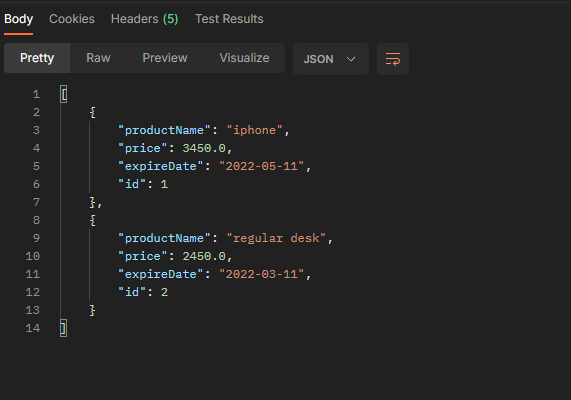 Body Cookies Headers (5) Test Results
Pretty Raw Preview Visualize JSON
1 [
2 {
3 "productName": "iphone",
4 "price": 3450.0,
5 "expireDate": "2022-05-11",
6 "id": 1
7 },
8 {
9 "productName": "regular desk",
10 "price": 2450.0,
11 "expireDate": "2022-03-11",
12 "id": 2
13 }
14 ]